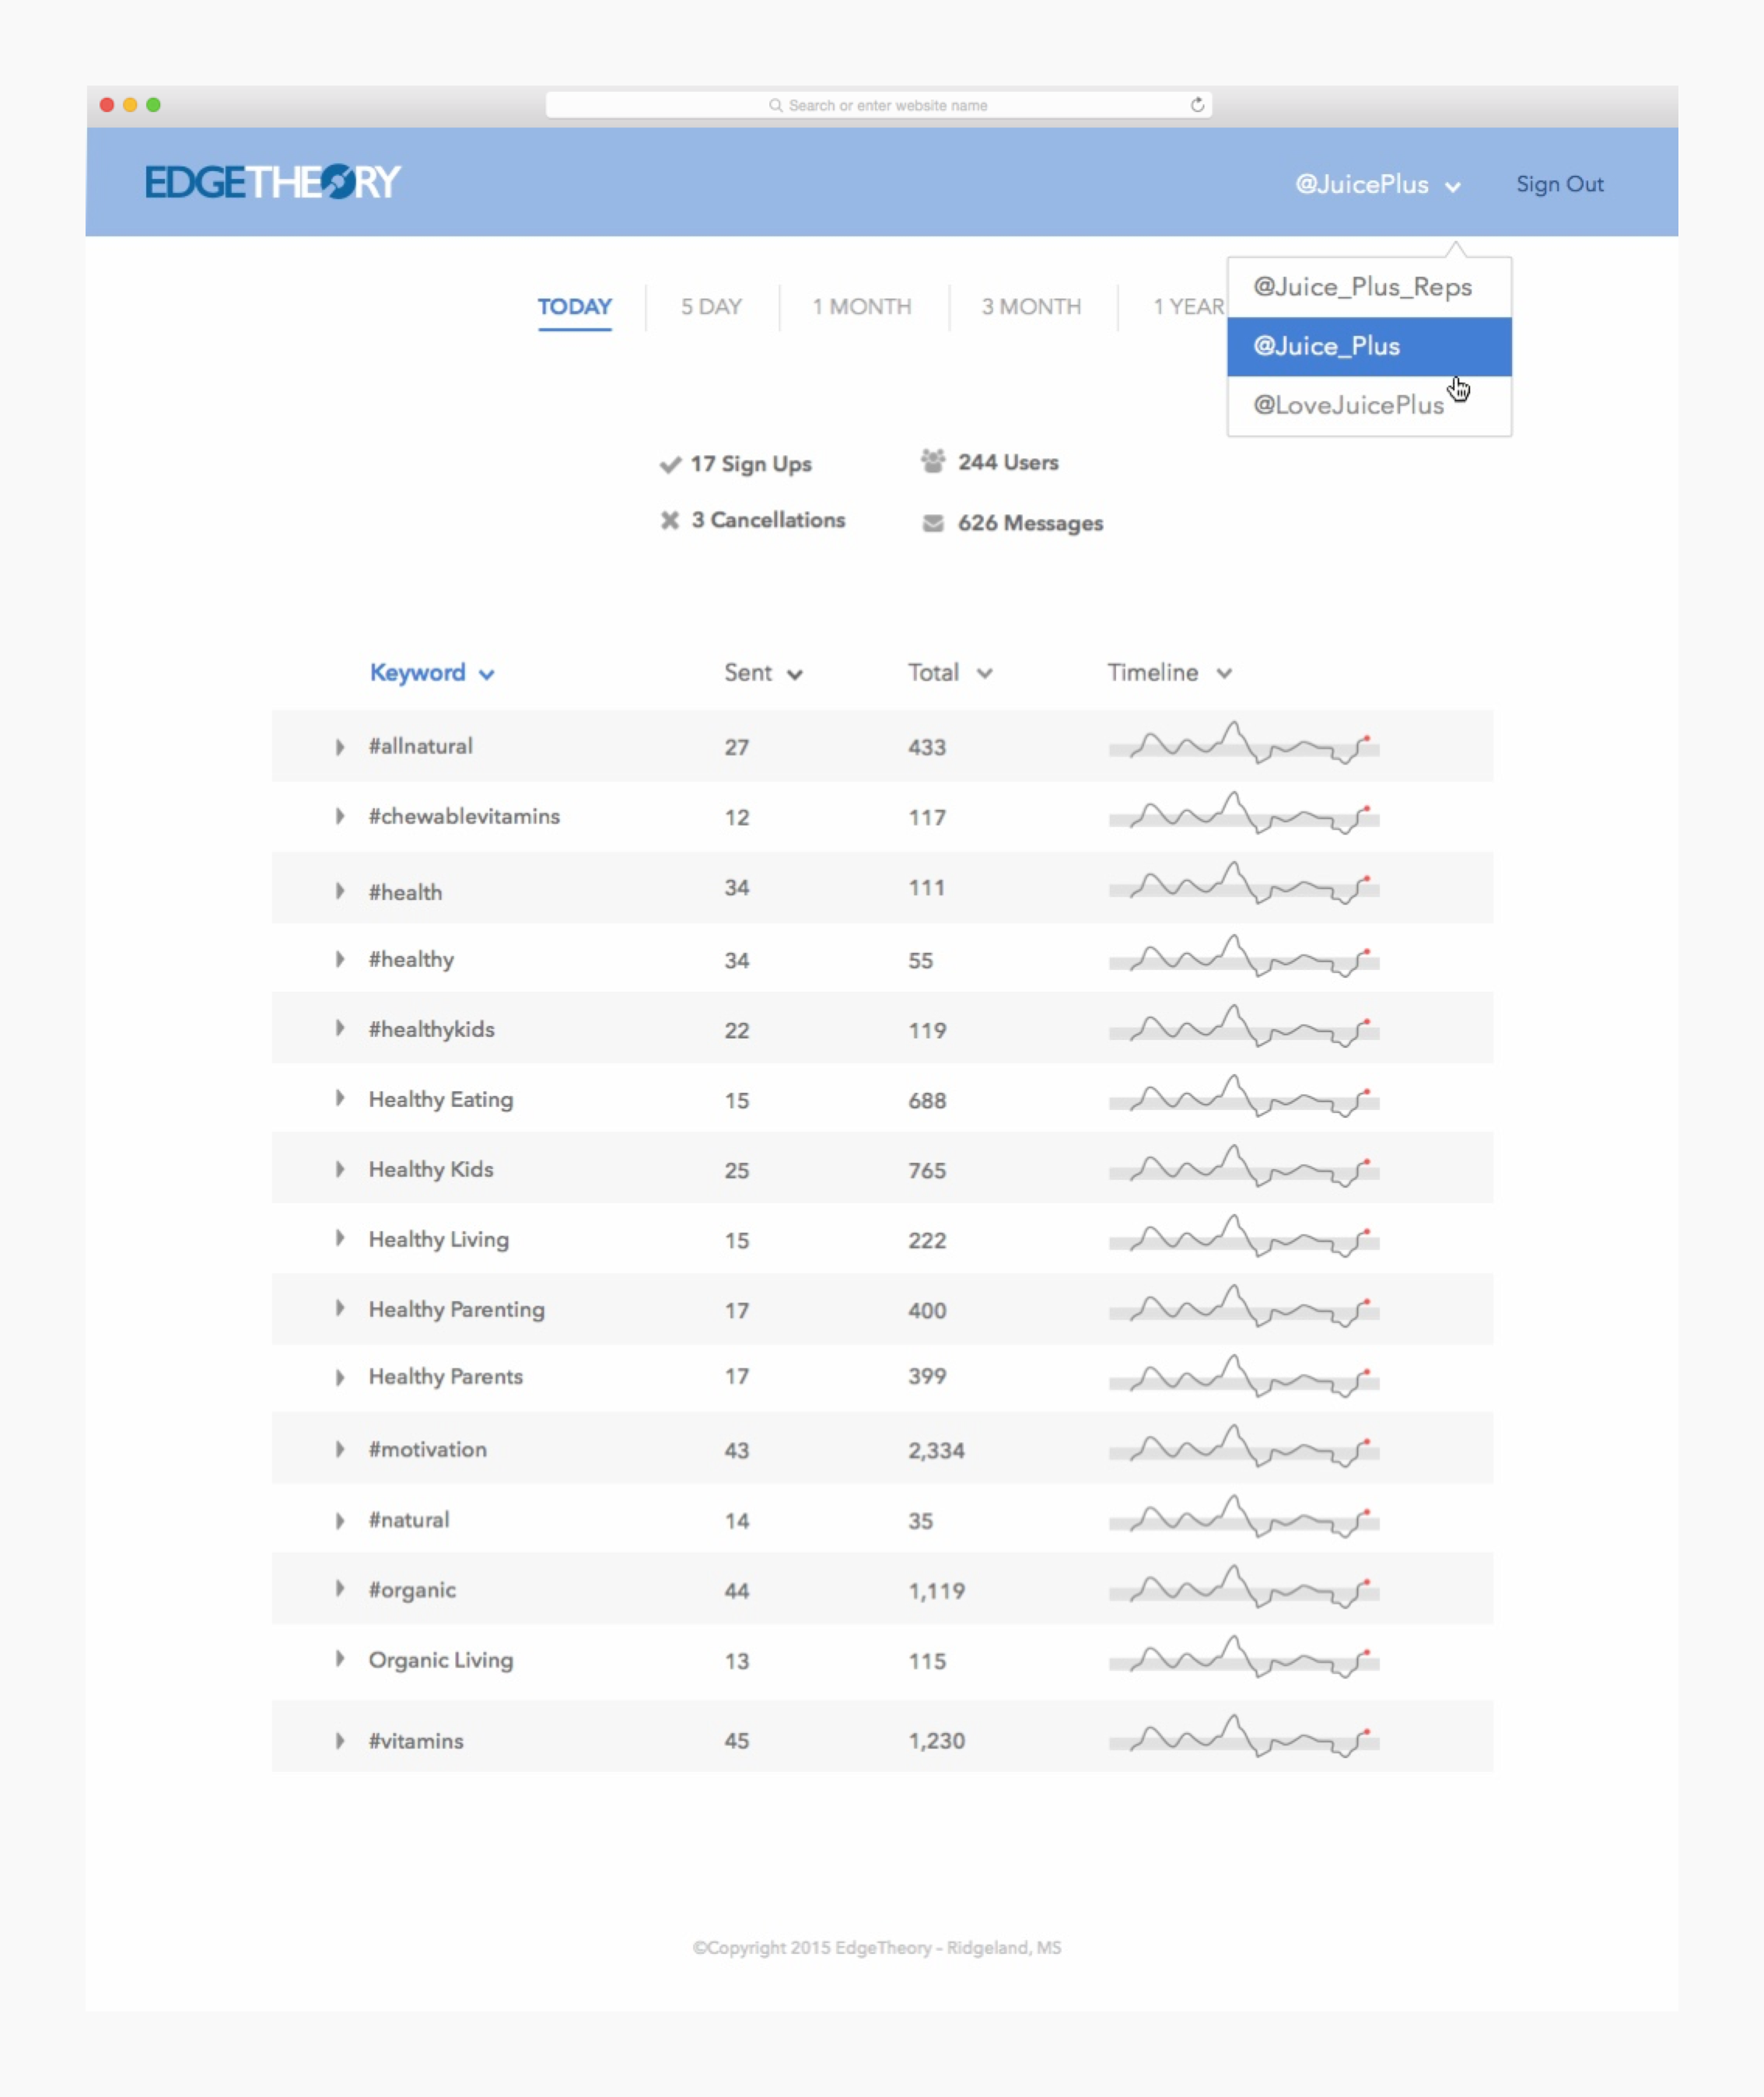 Search or enter website name
EDGETHEORY
@JuicePlus
Sign Out
TODAY
5 DAY
1 MONTH
3 MONTH
1 YEAR
@Juice_Plus_Reps
@Juice_Plus
@LoveJuicePlus
17 Sign Ups
244 Users
3 Cancellations
626 Messages
Keyword Sent Total Timeline
#allnatural 27 433
#chewablevitamins 12 117
#health 34 111
#healthy 34 55
#healthykids 22 119
Healthy Eating 15 688
Healthy Kids 25 765
Healthy Living 15 222
Healthy Parenting 17 400
Healthy Parents 17 399
#motivation 43 2,334
#natural 14 35
#organic 44 1,119
Organic Living 13 115
#vitamins 45 1,230
©Copyright 2015 EdgeTheory - Ridgeland, MS